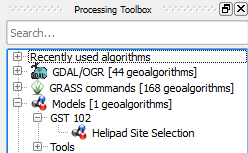 Processing Toolbox
Search...
Recently used algorithms
GDAL/OGR [44 geoalgorithms]
GRASS commands [168 geoalgorithms]
Models [1 geoalgorithms]
GST 102
Helipad Site Selection
Tools